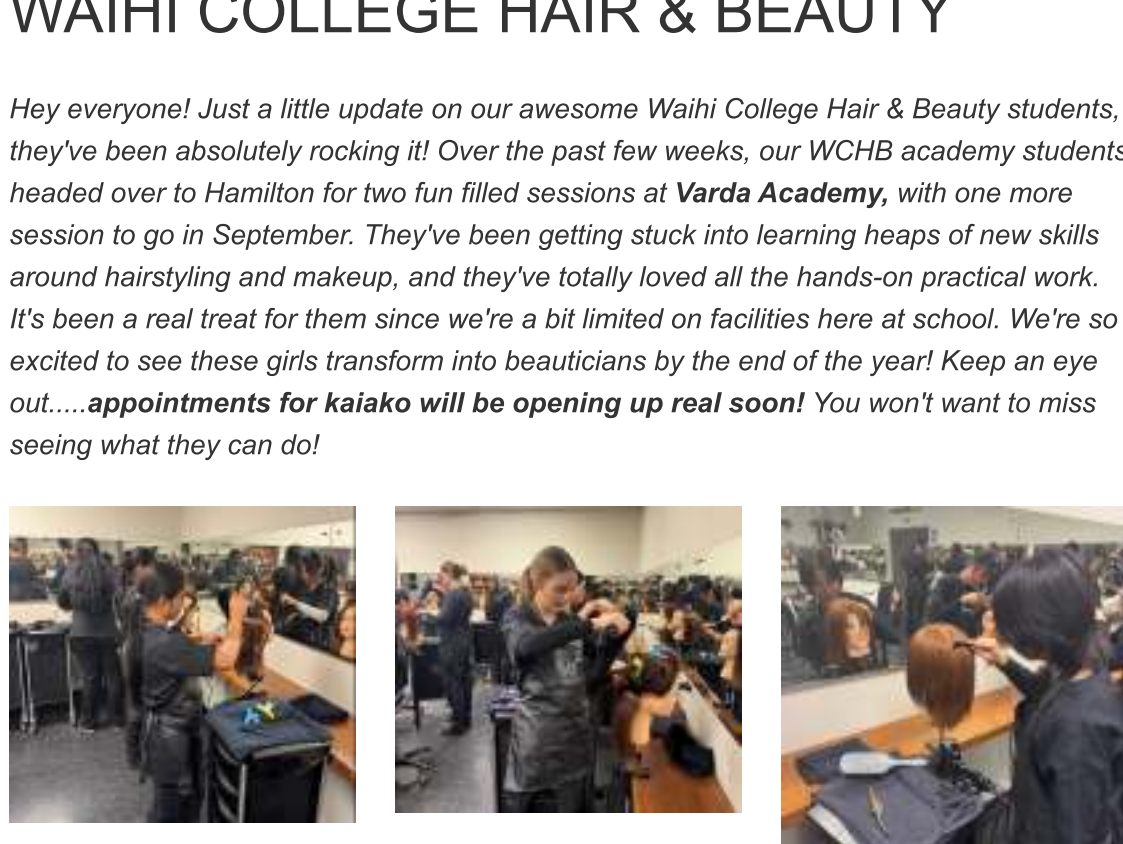 WAIHI COLLEGE HAIR & BEAUTY
Hey everyone! Just a little update on our awesome Waihi College Hair & Beauty students,
they've been absolutely rocking it! Over the past few weeks, our WCHB academy students
headed over to Hamilton for two fun filled sessions at Varda Academy, with one more
session to go in September. They've been getting stuck into learning heaps of new skills
around hairstyling and makeup, and they've totally loved all the hands-on practical work.
It's been a real treat for them since we're a bit limited on facilities here at school. We're so
excited to see these girls transform into beauticians by the end of the year! Keep an eye
out.....appointments for kaiako will be opening up real soon! You won't want to miss
seeing what they can do!